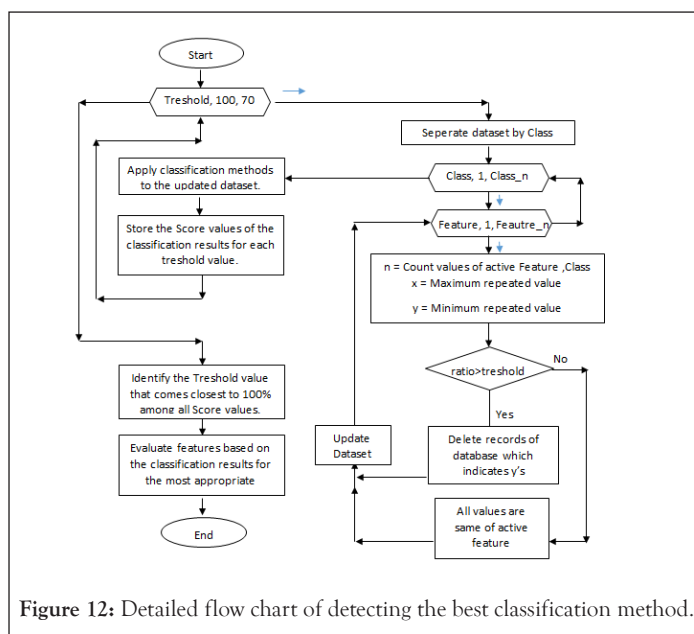 Start
Treshold, 100, 70
Seperate dataset by Class
Class, 1, Class_n
Feature, 1, Feautre_n
n = Count values of active Feature ,Class
x = Maximum repeated value
y = Minimum repeated value
ratio>treshold
No
Yes
Delete records of
database which
indicates y's
All values are
same of active
feature
Update
Dataset
Apply classification methods
to the updated dataset.
Store the Score values of the
classification results for each
treshold value.
Identify the Treshold value
that comes closest to 100%
among all Score values.
Evaluate features based on
the classification results for
the most appropriate
End
Figure 12: Detailed flow chart of detecting the best classification method.